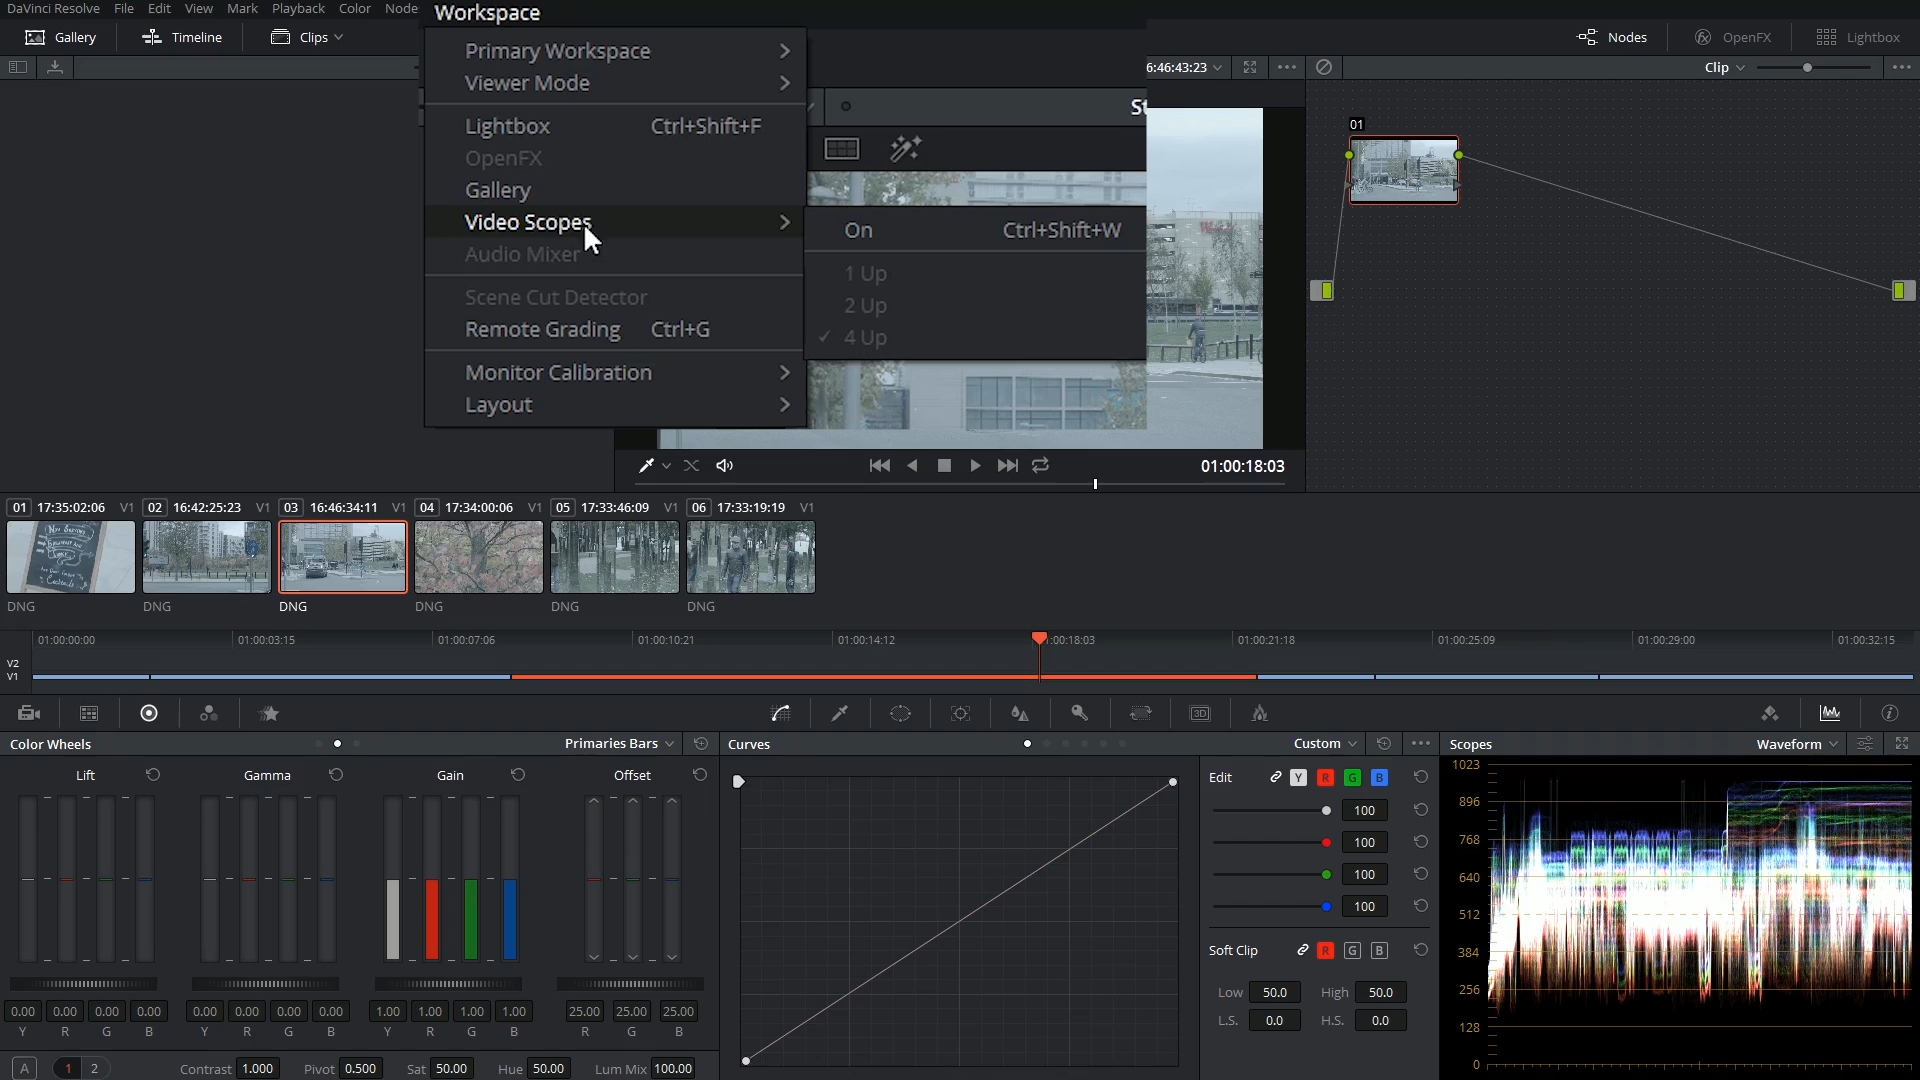 DaVinci Resolve File Edit View Mark Playback Color Node Workspace
Gallery Timeline Clips Nodes OpenFX Lightbox
Primary Workspace
Viewer Mode
Lightbox Ctrl+Shift+F
OpenFX
Gallery
Video Scopes
Audio Mixer
Scene Cut Detector
Remote Grading Ctrl+G
Monitor Calibration
Layout
On Ctrl+Shift+W
1 Up
2 Up
4 Up
St
6:46:43:23 Clip
01
01:00:18:03
01 17:35:02:06 V1 02 16:42:25:23 V1 03 16:46:34:11 V1 04 17:34:00:06 V1 05 17:33:46:09 V1 06 17:33:19:19 V1
DNG DNG DNG DNG DNG DNG
01:00:00:00 01:00:03:15 01:00:07:06 01:00:10:21 01:00:14:12 :00:18:03 01:00:21:18 01:00:25:09 01:00:29:00 01:00:32:15
V2
V1
3D
Color Wheels Primaries Bars
Lift Gamma Gain Offset
0.00 0.00 0.00 0.00 0.00 0.00 0.00 0.00 1.00 1.00 1.00 1.00 25.00 25.00 25.00
Y R G B Y R G B Y R G B R G B
A 1 2 Contrast 1.000 Pivot 0.500 Sat 50.00 Hue 50.00 Lum Mix 100.00
Curves Custom
Edit Y R G B
100
100
100
100
Soft Clip R G B
Low 50.0 High 50.0
L.S. 0.0 H.S. 0.0
Scopes Waveform
1023
896
768
640
512
384
256
128
0